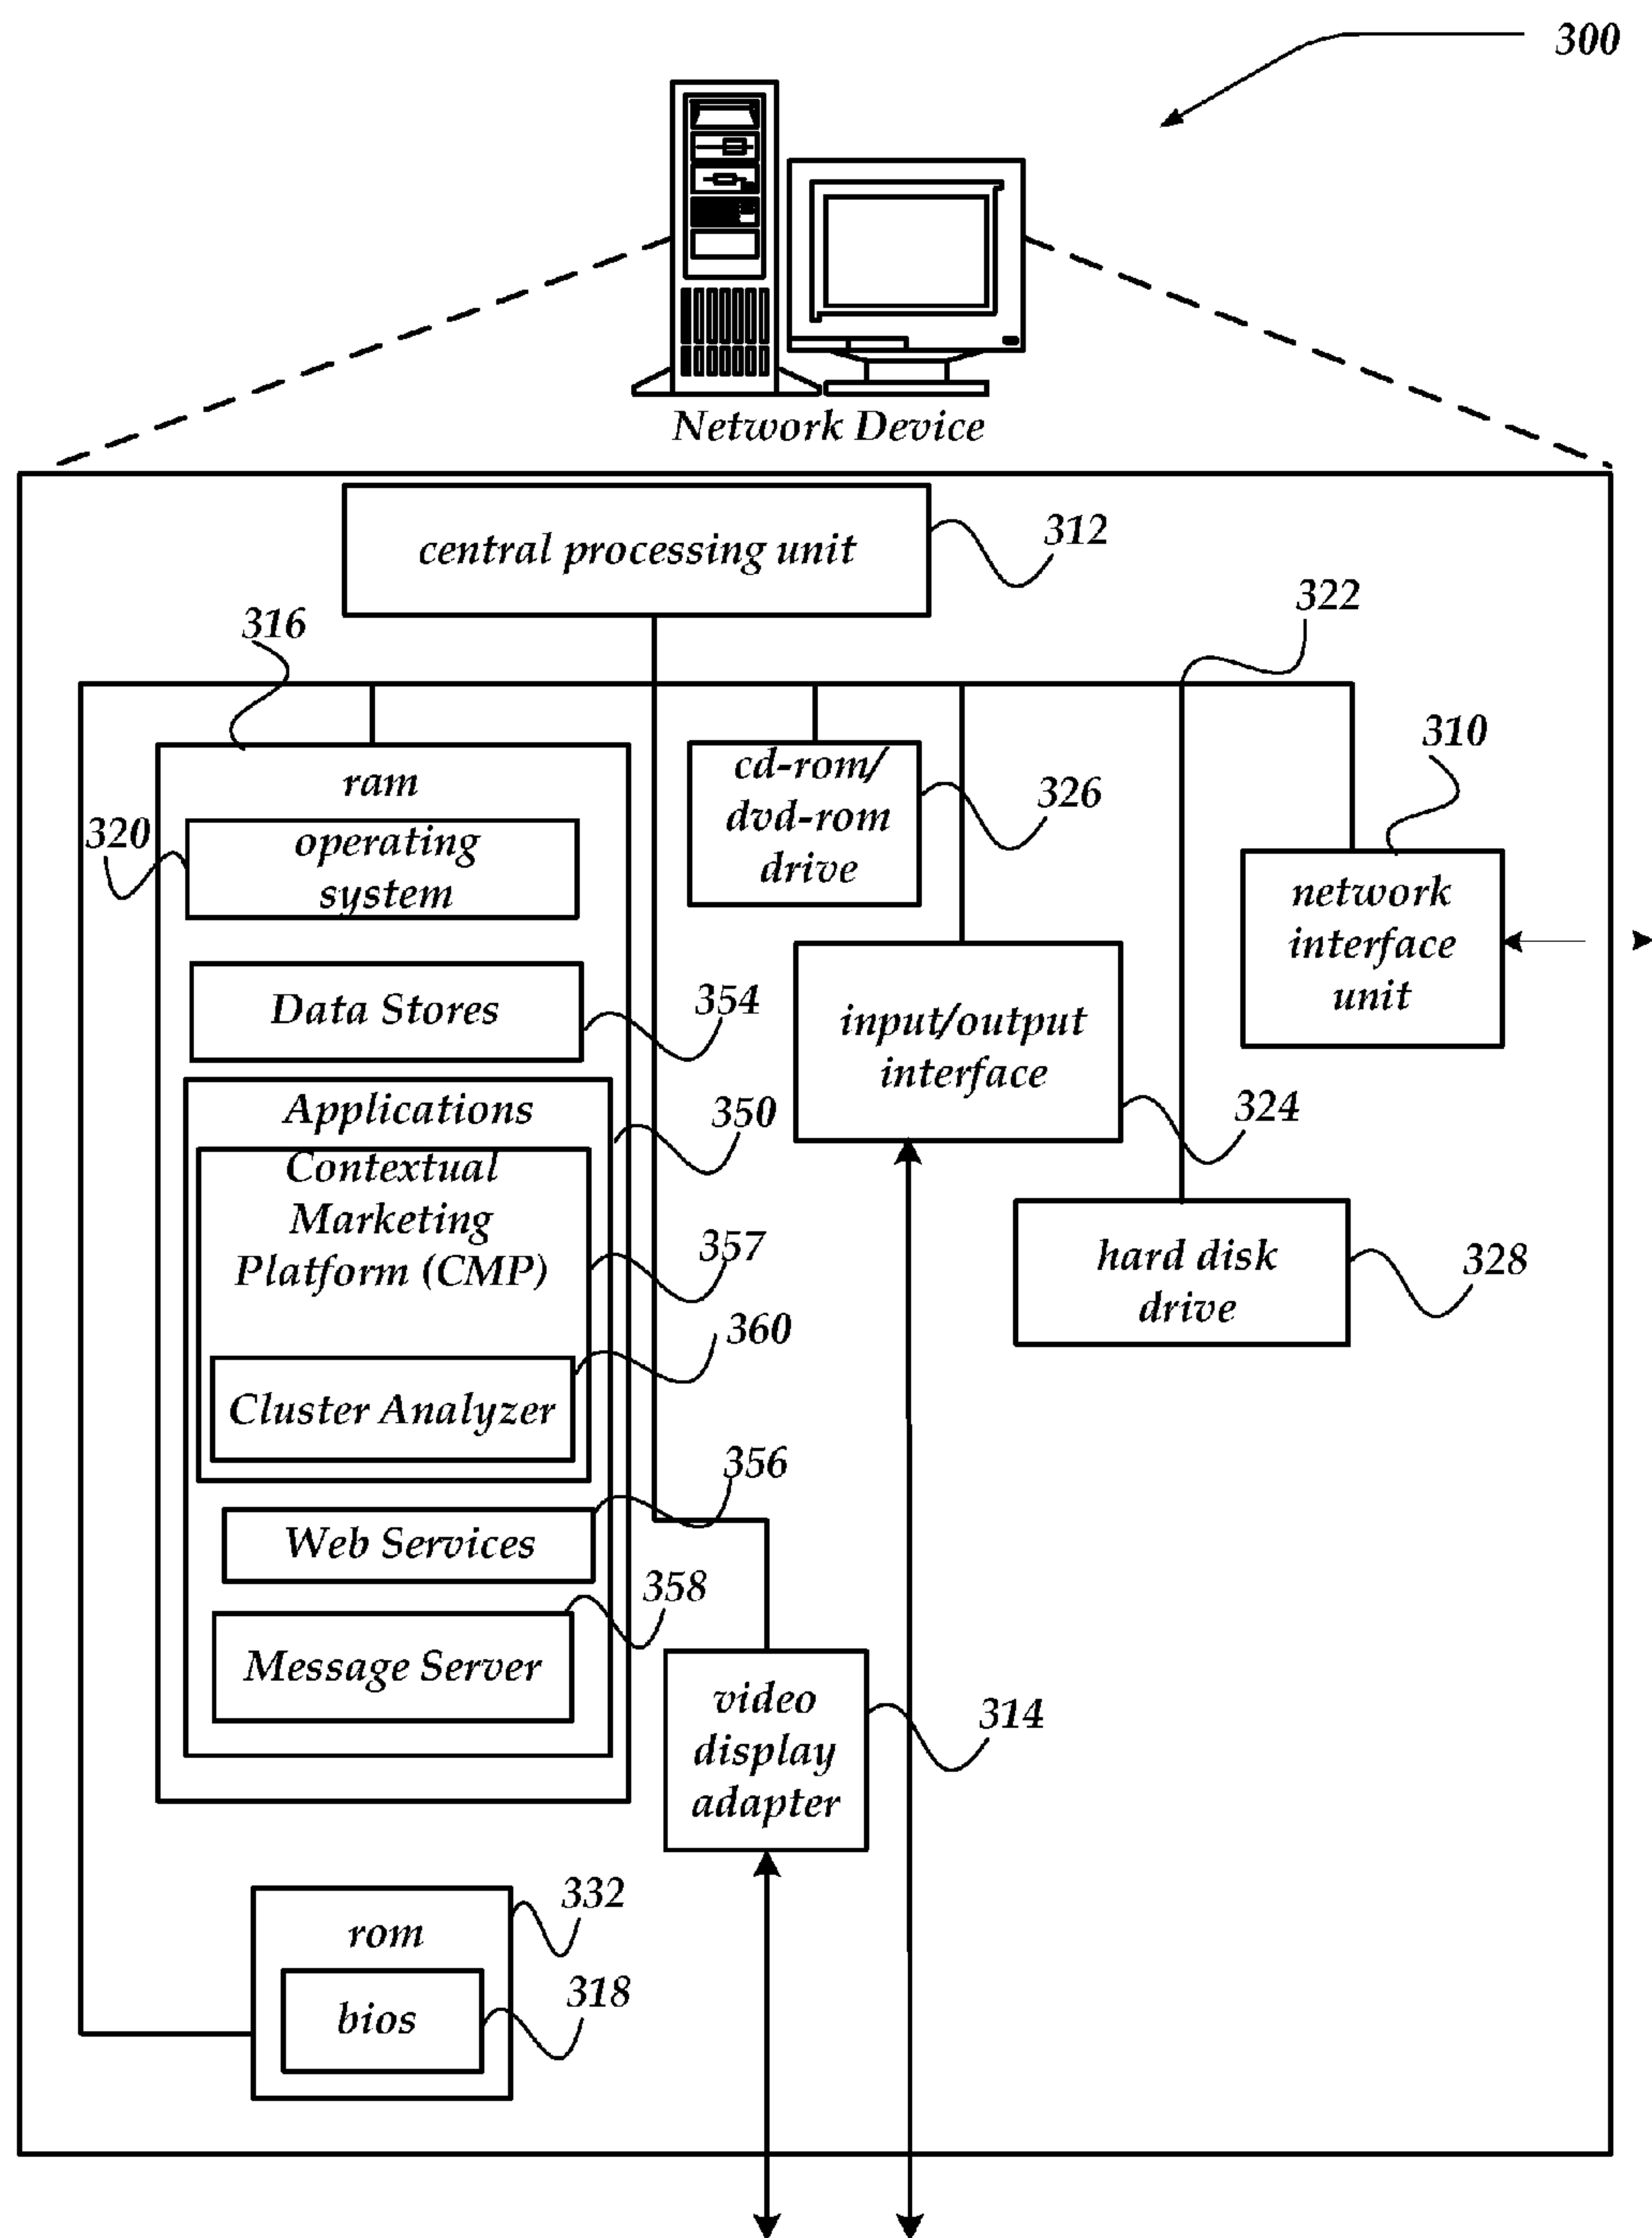 300
Network Device
central processing unit
312
322
316
310
ram
cd-rom/
dvd-rom
drive
326
320
operating
system
network
interface
unit
Data Stores
354
input/output
interface
324
Applications
350
Contextual
Marketing
Platform (CMP)
357
hard disk
drive
328
360
Cluster Analyzer
356
Web Services
358
Message Server
video
display
adapter
314
332
rom
318
bios